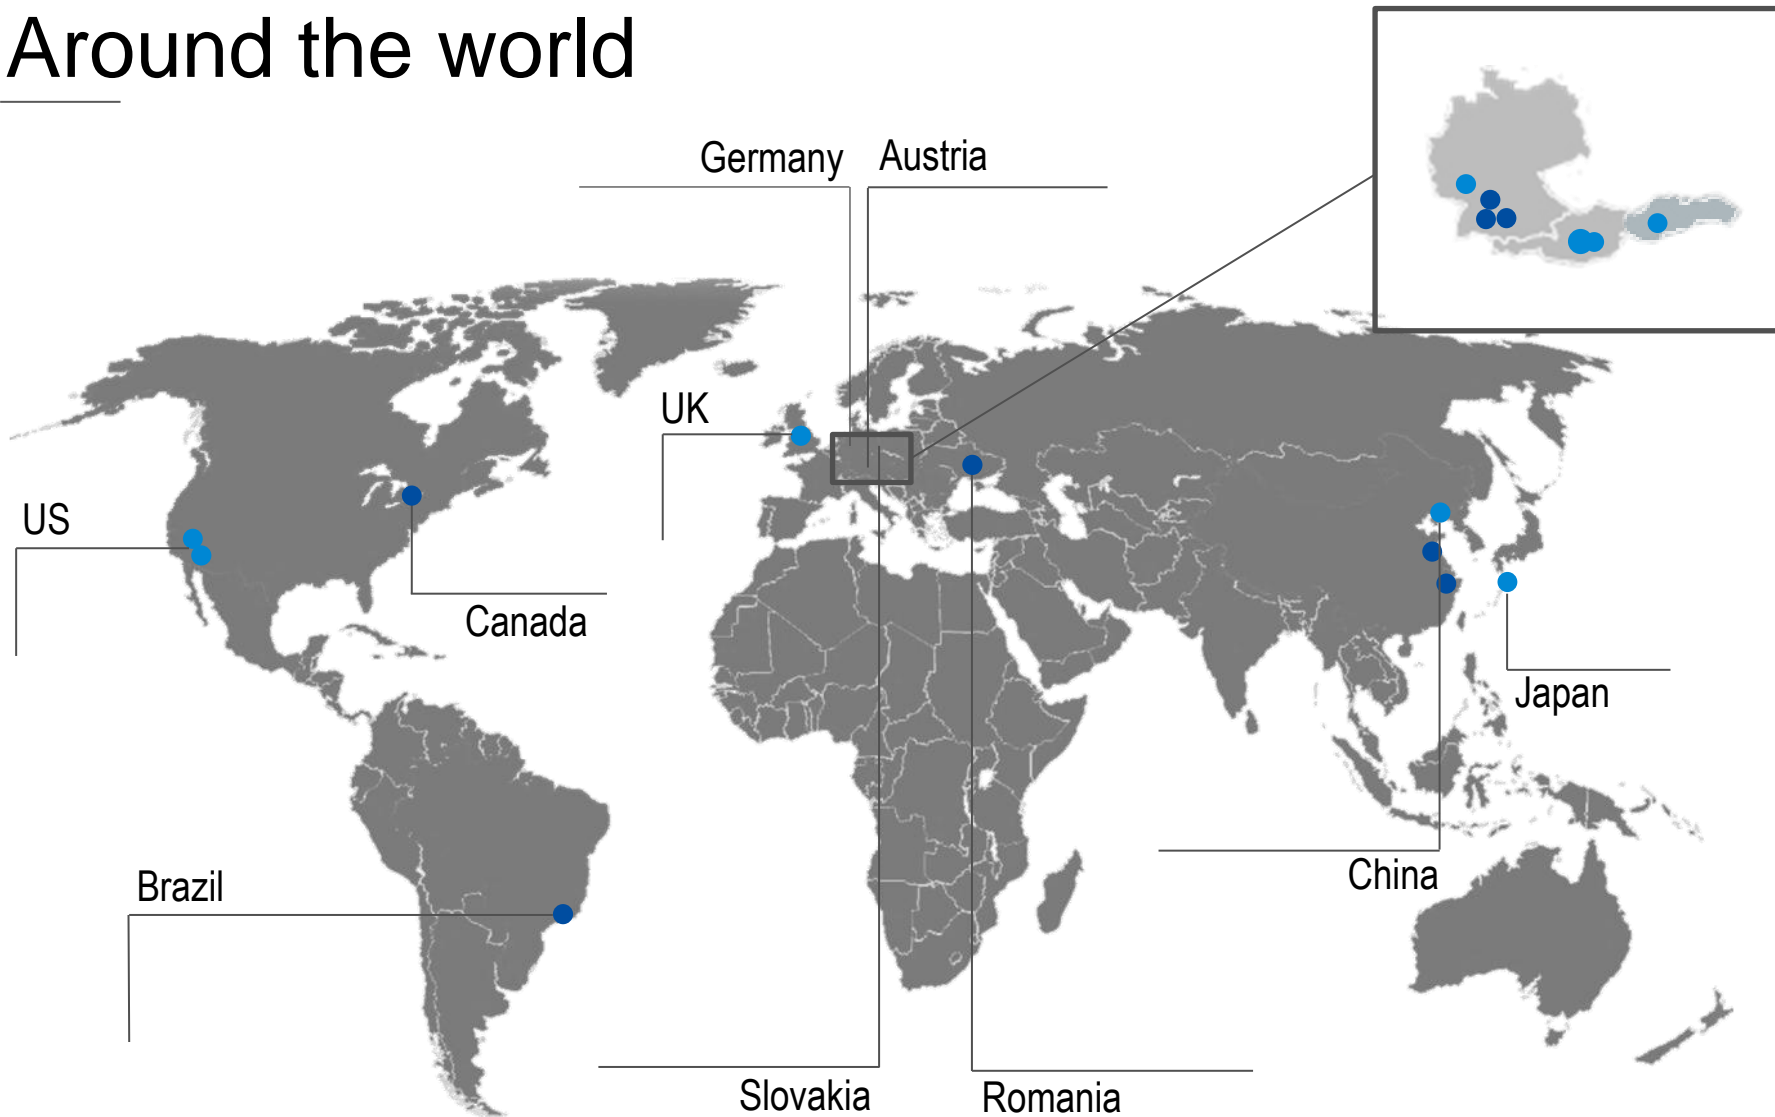 Around the world
Germany
Austria
UK
US
Canada
Japan
China
Brazil
Slovakia
Romania